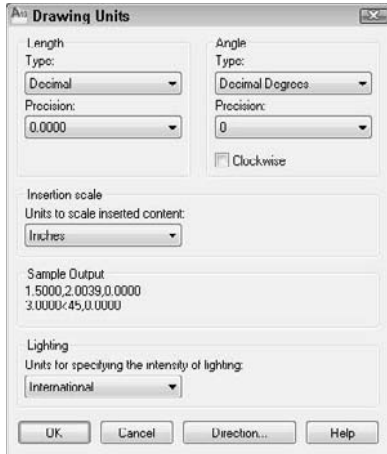 Drawing Units
Length
Type:
Decimal
Precision:
0.0000
Angle
Type:
Decimal Degrees
Precision:
0
Clockwise
Insertion scale
Units to scale inserted content:
Inches
Sample Output
1.5000,2.0039,0.0000
3.0000<45,0.0000
Lighting
Units for specifying the intensity of lighting:
International
OK Cancel Direction... Help